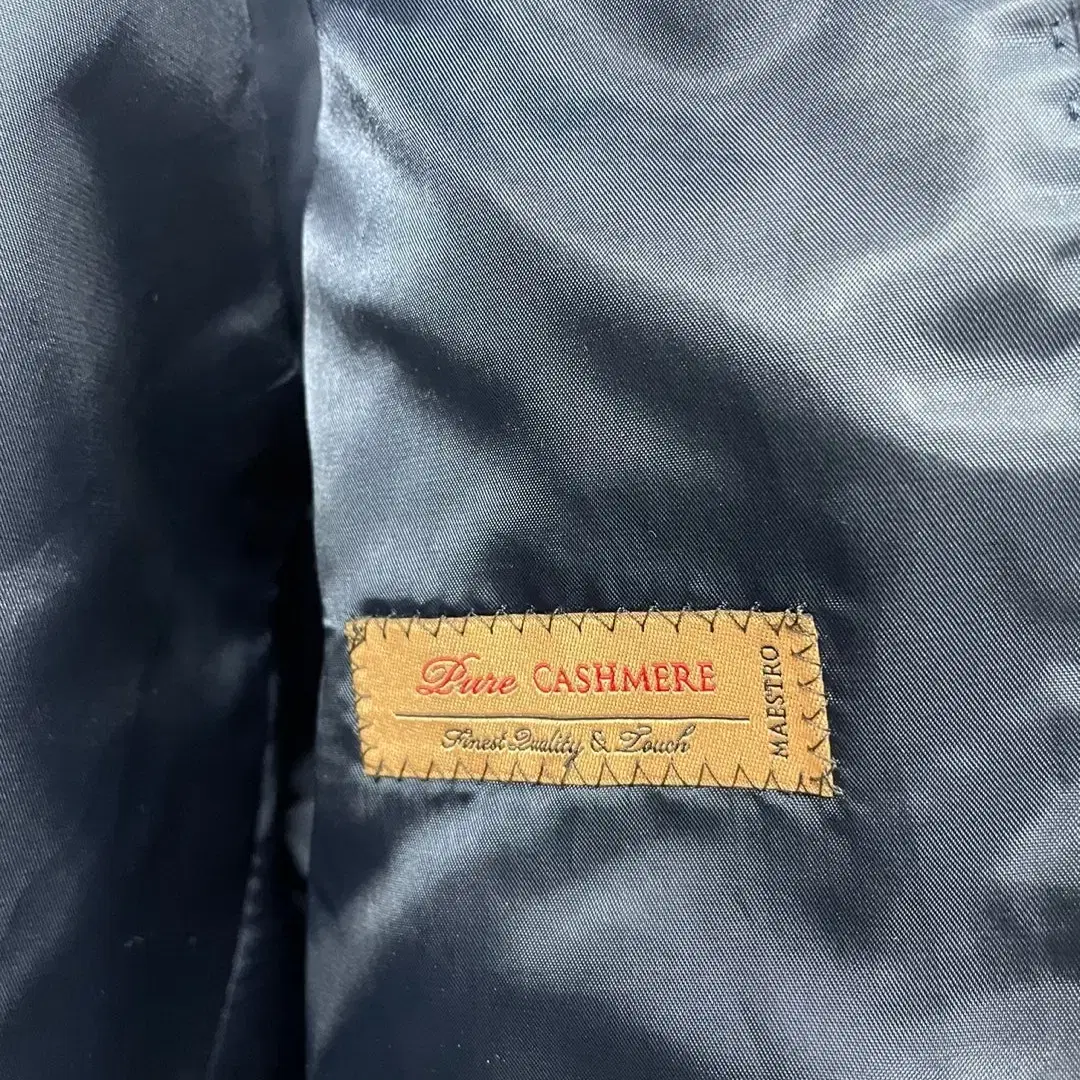 Pure CASHMERE
Finest Quality & Touch
MAESTRO